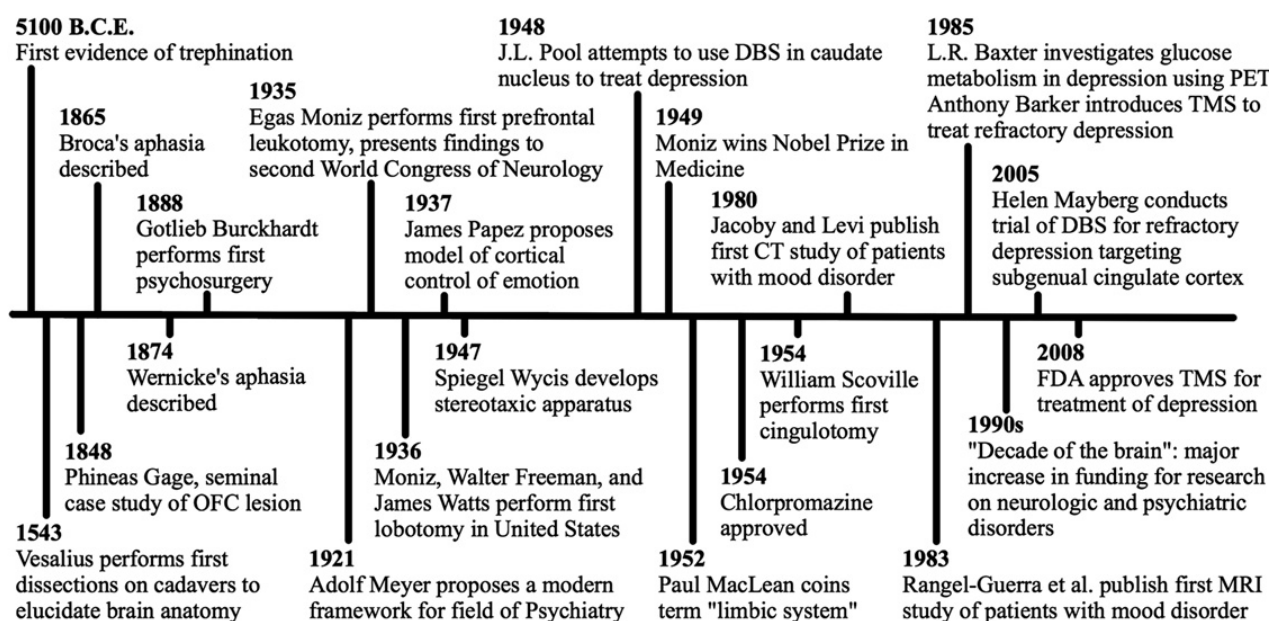 5100 B.C.E.
First evidence of trephination
1865
Broca's aphasia
described
1888
Gotlieb Burckhardt
performs first
psychosurgery
1935
Egas Moniz performs first prefrontal
leukotomy, presents findings to
second World Congress of Neurology
1937
James Papez proposes
model of cortical
control of emotion
1948
J.L. Pool attempts to use DBS in caudate
nucleus to treat depression
1949
Moniz wins Nobel Prize in
Medicine
1980
Jacoby and Levi publish
first CT study of patients
with mood disorder
1985
L.R. Baxter investigates glucose
metabolism in depression using PET
Anthony Barker introduces TMS to
treat refractory depression
2005
Helen Mayberg conducts
trial of DBS for refractory
depression targeting
subgenual cingulate cortex
1543
Vesalius performs first
dissections on cadavers to
elucidate brain anatomy
1848
Phineas Gage, seminal
case study of OFC lesion
1874
Wernicke's aphasia
described
1921
Adolf Meyer proposes a modern
framework for field of Psychiatry
1936
Moniz, Walter Freeman, and
James Watts perform first
lobotomy in United States
1947
Spiegel Wycis develops
stereotaxic apparatus
1952
Paul MacLean coins
term "limbic system"
1954
Chlorpromazine
approved
1954
William Scoville
performs first
cingulotomy
1983
Rangel-Guerra et al. publish first MRI
study of patients with mood disorder
1990s
"Decade of the brain": major
increase in funding for research
on neurologic and psychiatric
disorders
2008
FDA approves TMS for
treatment of depression